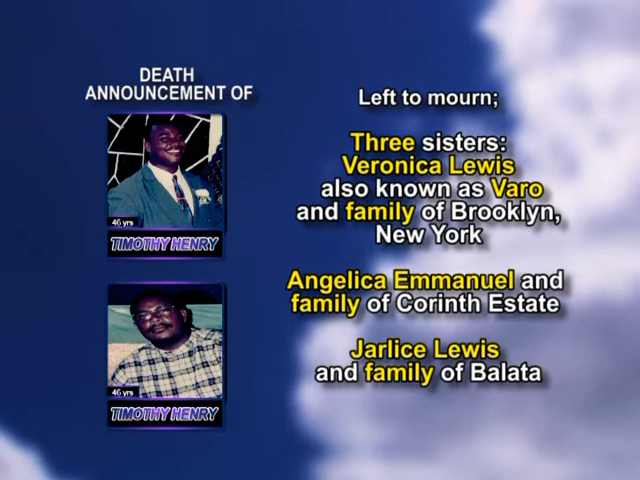 DEATH
ANNOUNCEMENT OF
46 yrs
TIMOTHY HENRY
46 yrs
TIMOTHY HENRY
Left to mourn;
Three sisters:
Veronica Lewis
also known as Varo
and family of Brooklyn,
New York
Angelica Emmanuel and
family of Corinth Estate
Jarlice Lewis
and family of Balata